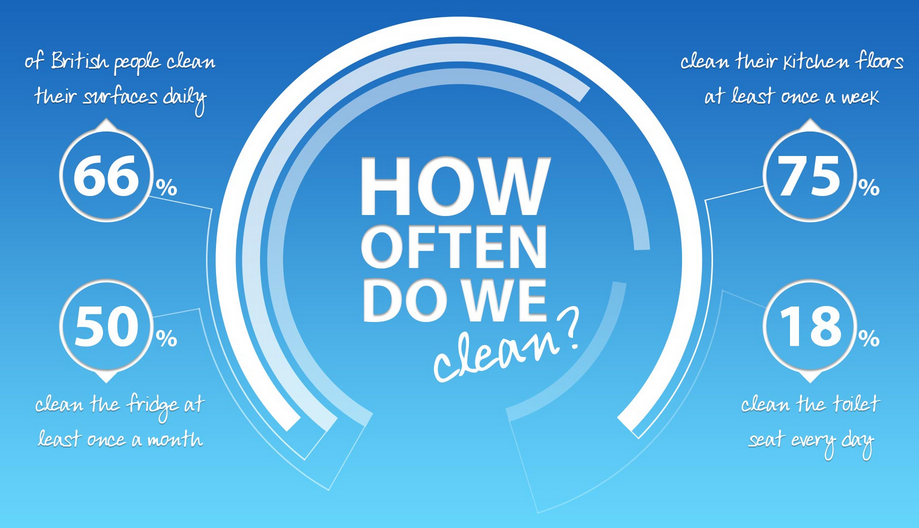 of British people clean
their surfaces daily
66%
50%
clean the fridge at
least once a month
HOW
OFTEN
DO WE
clean?
clean their kitchen floors
at least once a week
75%
18%
clean the toilet
seat every day